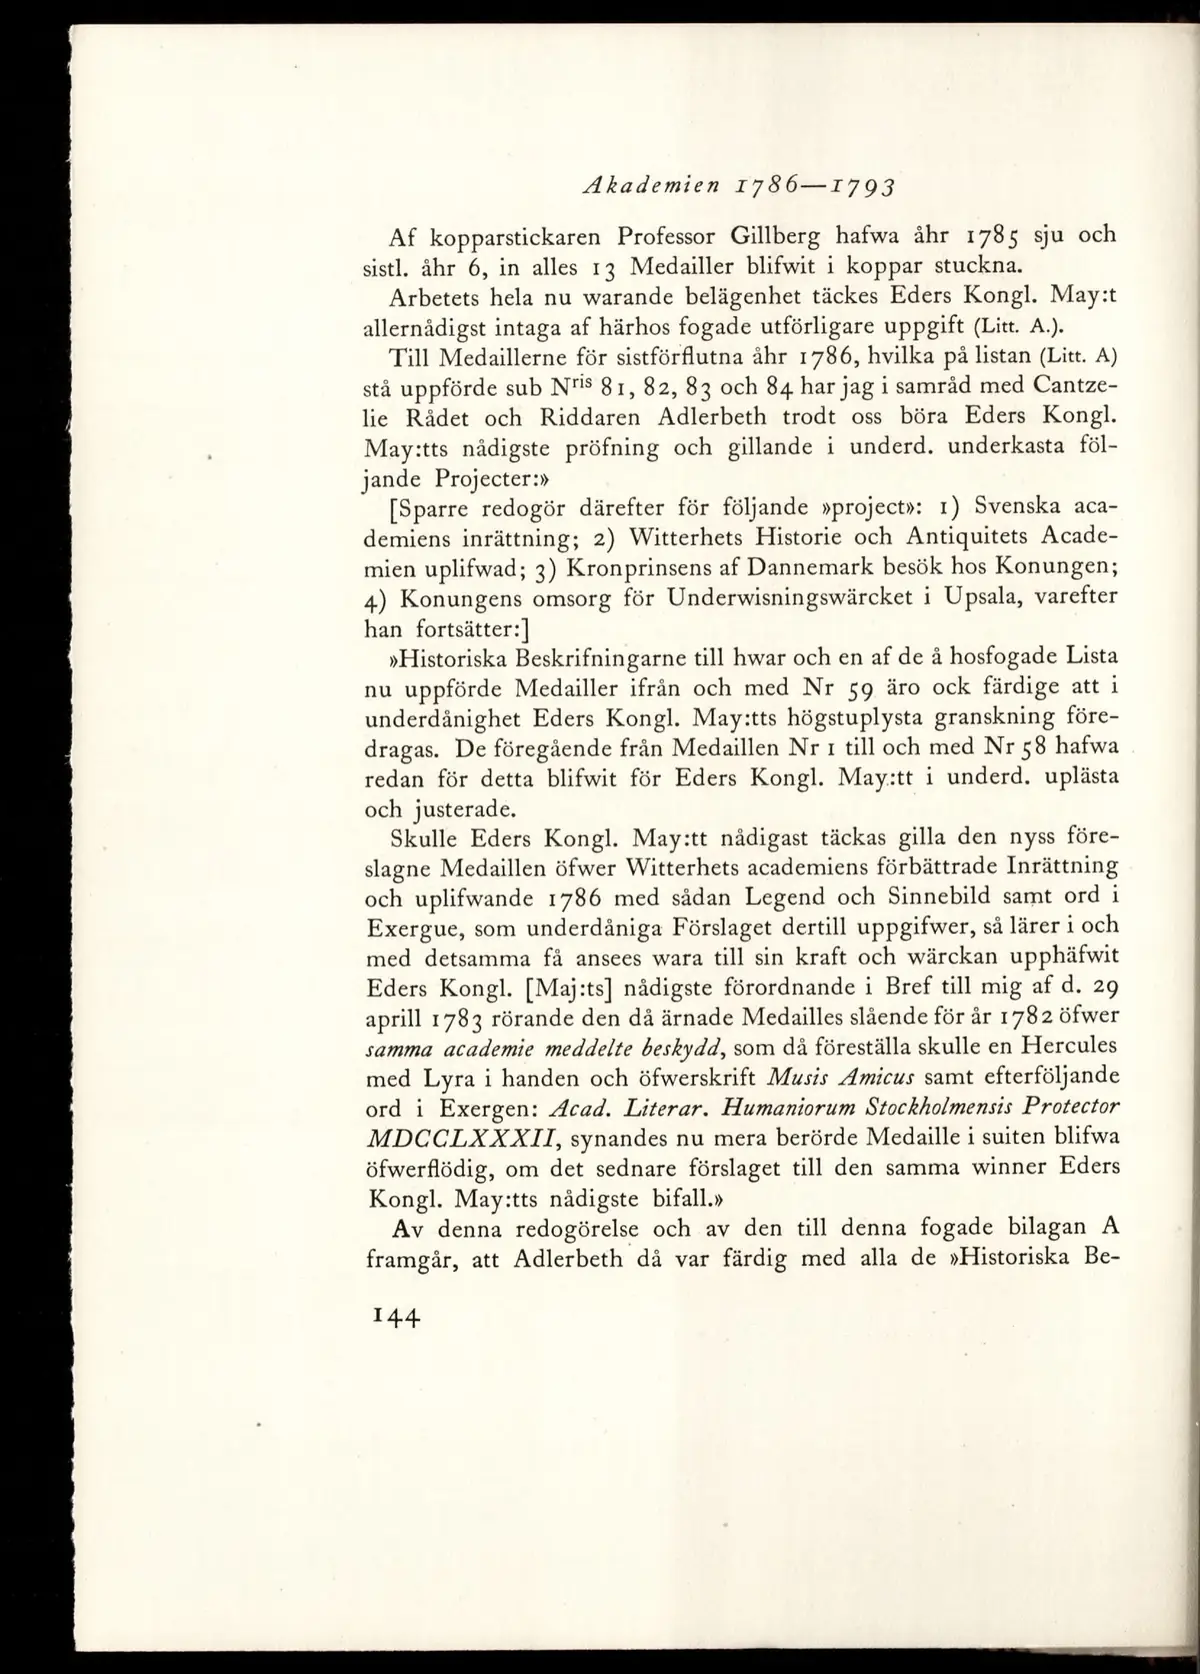 Akademien 1786—1793
Af kopparstickaren Professor Gillberg hafwa åhr 1785 sju och
sistl. åhr 6, in alles 13 Medailler blifwit i koppar stuckna.
Arbetets hela nu warande belägenhet täckes Eders Kongl. May:t
allernådigst intaga af härhos fogade utförligare uppgift (Litt. A.).
Till Medaillerne för sistförflutna åhr 1786, hvilka på listan (Litt. A)
stå uppförde sub Nris 81, 82, 83 och 84 har jag i samråd med Cantze-
lie Rådet och Riddaren Adlerbeth trodt oss böra Eders Kongl.
May:tts nådigste pröfning och gillande i underd. underkasta föl-
jande Projecter:»
[Sparre redogör därefter för följande »project»: 1) Svenska aca-
demiens inrättning; 2) Witterhets Historie och Antiquitets Acade-
mien uplifwad; 3) Kronprinsens af Dannemark besök hos Konungen;
4) Konungens omsorg för Underwisningswärcket i Upsala, varefter
han fortsätter:]
»Historiska Beskrifningarne till hwar och en af de å hosfogade Lista
nu uppförde Medailler ifrån och med Nr 59 äro ock färdige att i
underdånighet Eders Kongl. May:tts högstuplysta granskning före-
dragas. De föregående från Medaillen Nr 1 till och med Nr 58 hafwa
redan för detta blifwit för Eders Kongl. May:tt i underd. uplästa
och justerade.
Skulle Eders Kongl. May:tt nådigast täckas gilla den nyss före-
slagne Medaillen öfwer Witterhets academiens förbättrade Inrättning
och uplifwande 1786 med sådan Legend och Sinnebild samt ord i
Exergue, som underdåniga Förslaget dertill uppgifwer, så lärer i och
med detsamma få ansees wara till sin kraft och wärckan upphäfwit
Eders Kongl. [Maj:ts] nådigste förordnande i Bref till mig af d. 29
aprill 1783 rörande den då ärnade Medailles slående för år 1782 öfwer
samma academie meddelte beskydd, som då föreställa skulle en Hercules
med Lyra i handen och öfwerskrift Musis Amicus samt efterföljande
ord i Exergen: Acad. Literar. Humaniorum Stockholmensis Protector
MDCCLXXXII, synandes nu mera berörde Medaille i suiten blifwa
öfwerflödig, om det sednare förslaget till den samma winner Eders
Kongl. May:tts nådigste bifall.»
Av denna redogörelse och av den till denna fogade bilagan A
framgår, att Adlerbeth då var färdig med alla de »Historiska Be-
144